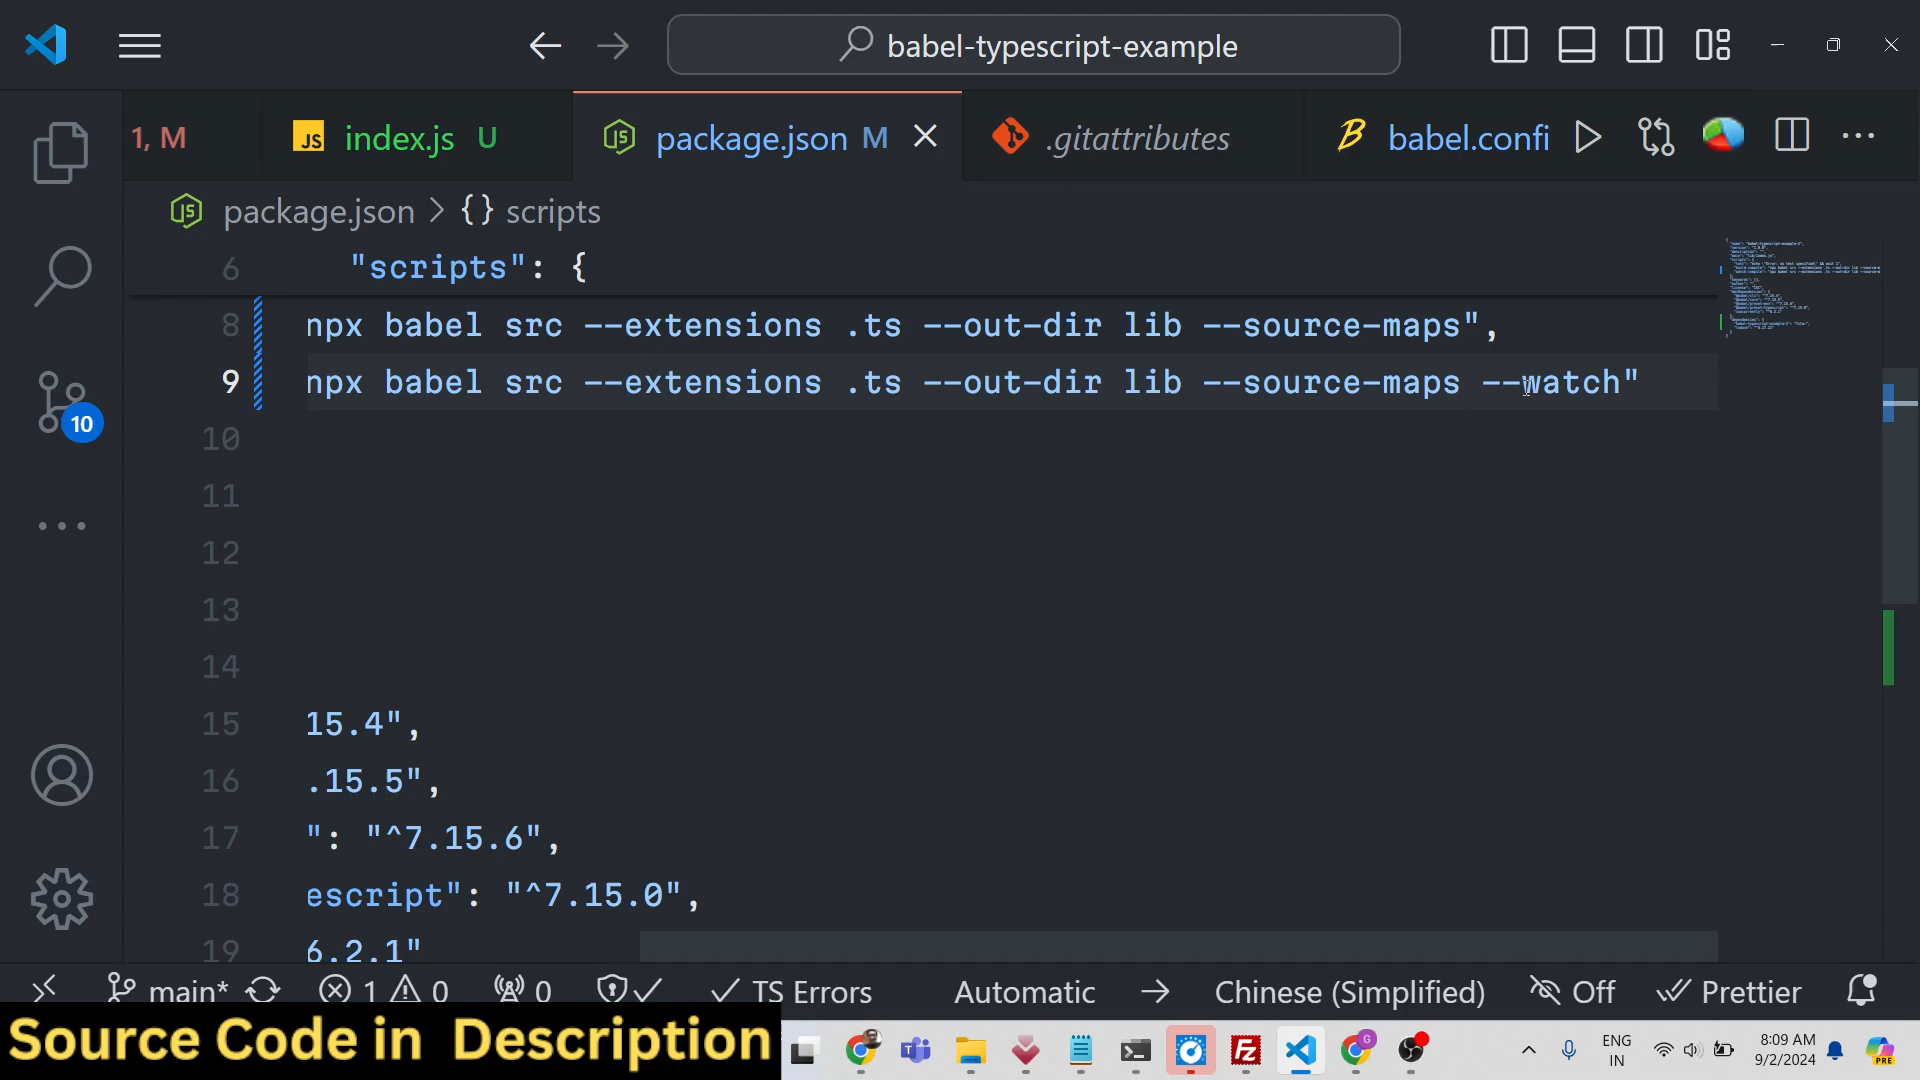 babel-typescript-example
1, M
JS index.js U
package.json M
.gitattributes
babel.confi
package.json > {} scripts
6 "scripts": {
8 npx babel src --extensions .ts --out-dir lib --source-maps",
9 npx babel src --extensions .ts --out-dir lib --source-maps --watch"
10
11
12
13
14
15 15.4",
16 .15.5",
17 ": "^7.15.6",
18 escript": "^7.15.0",
19 6.2.1"
10
main* 1 0 0 TS Errors Automatic → Chinese (Simplified) Off Prettier
Source Code in Description
ENG
IN
8:09 AM
9/2/2024
PRE